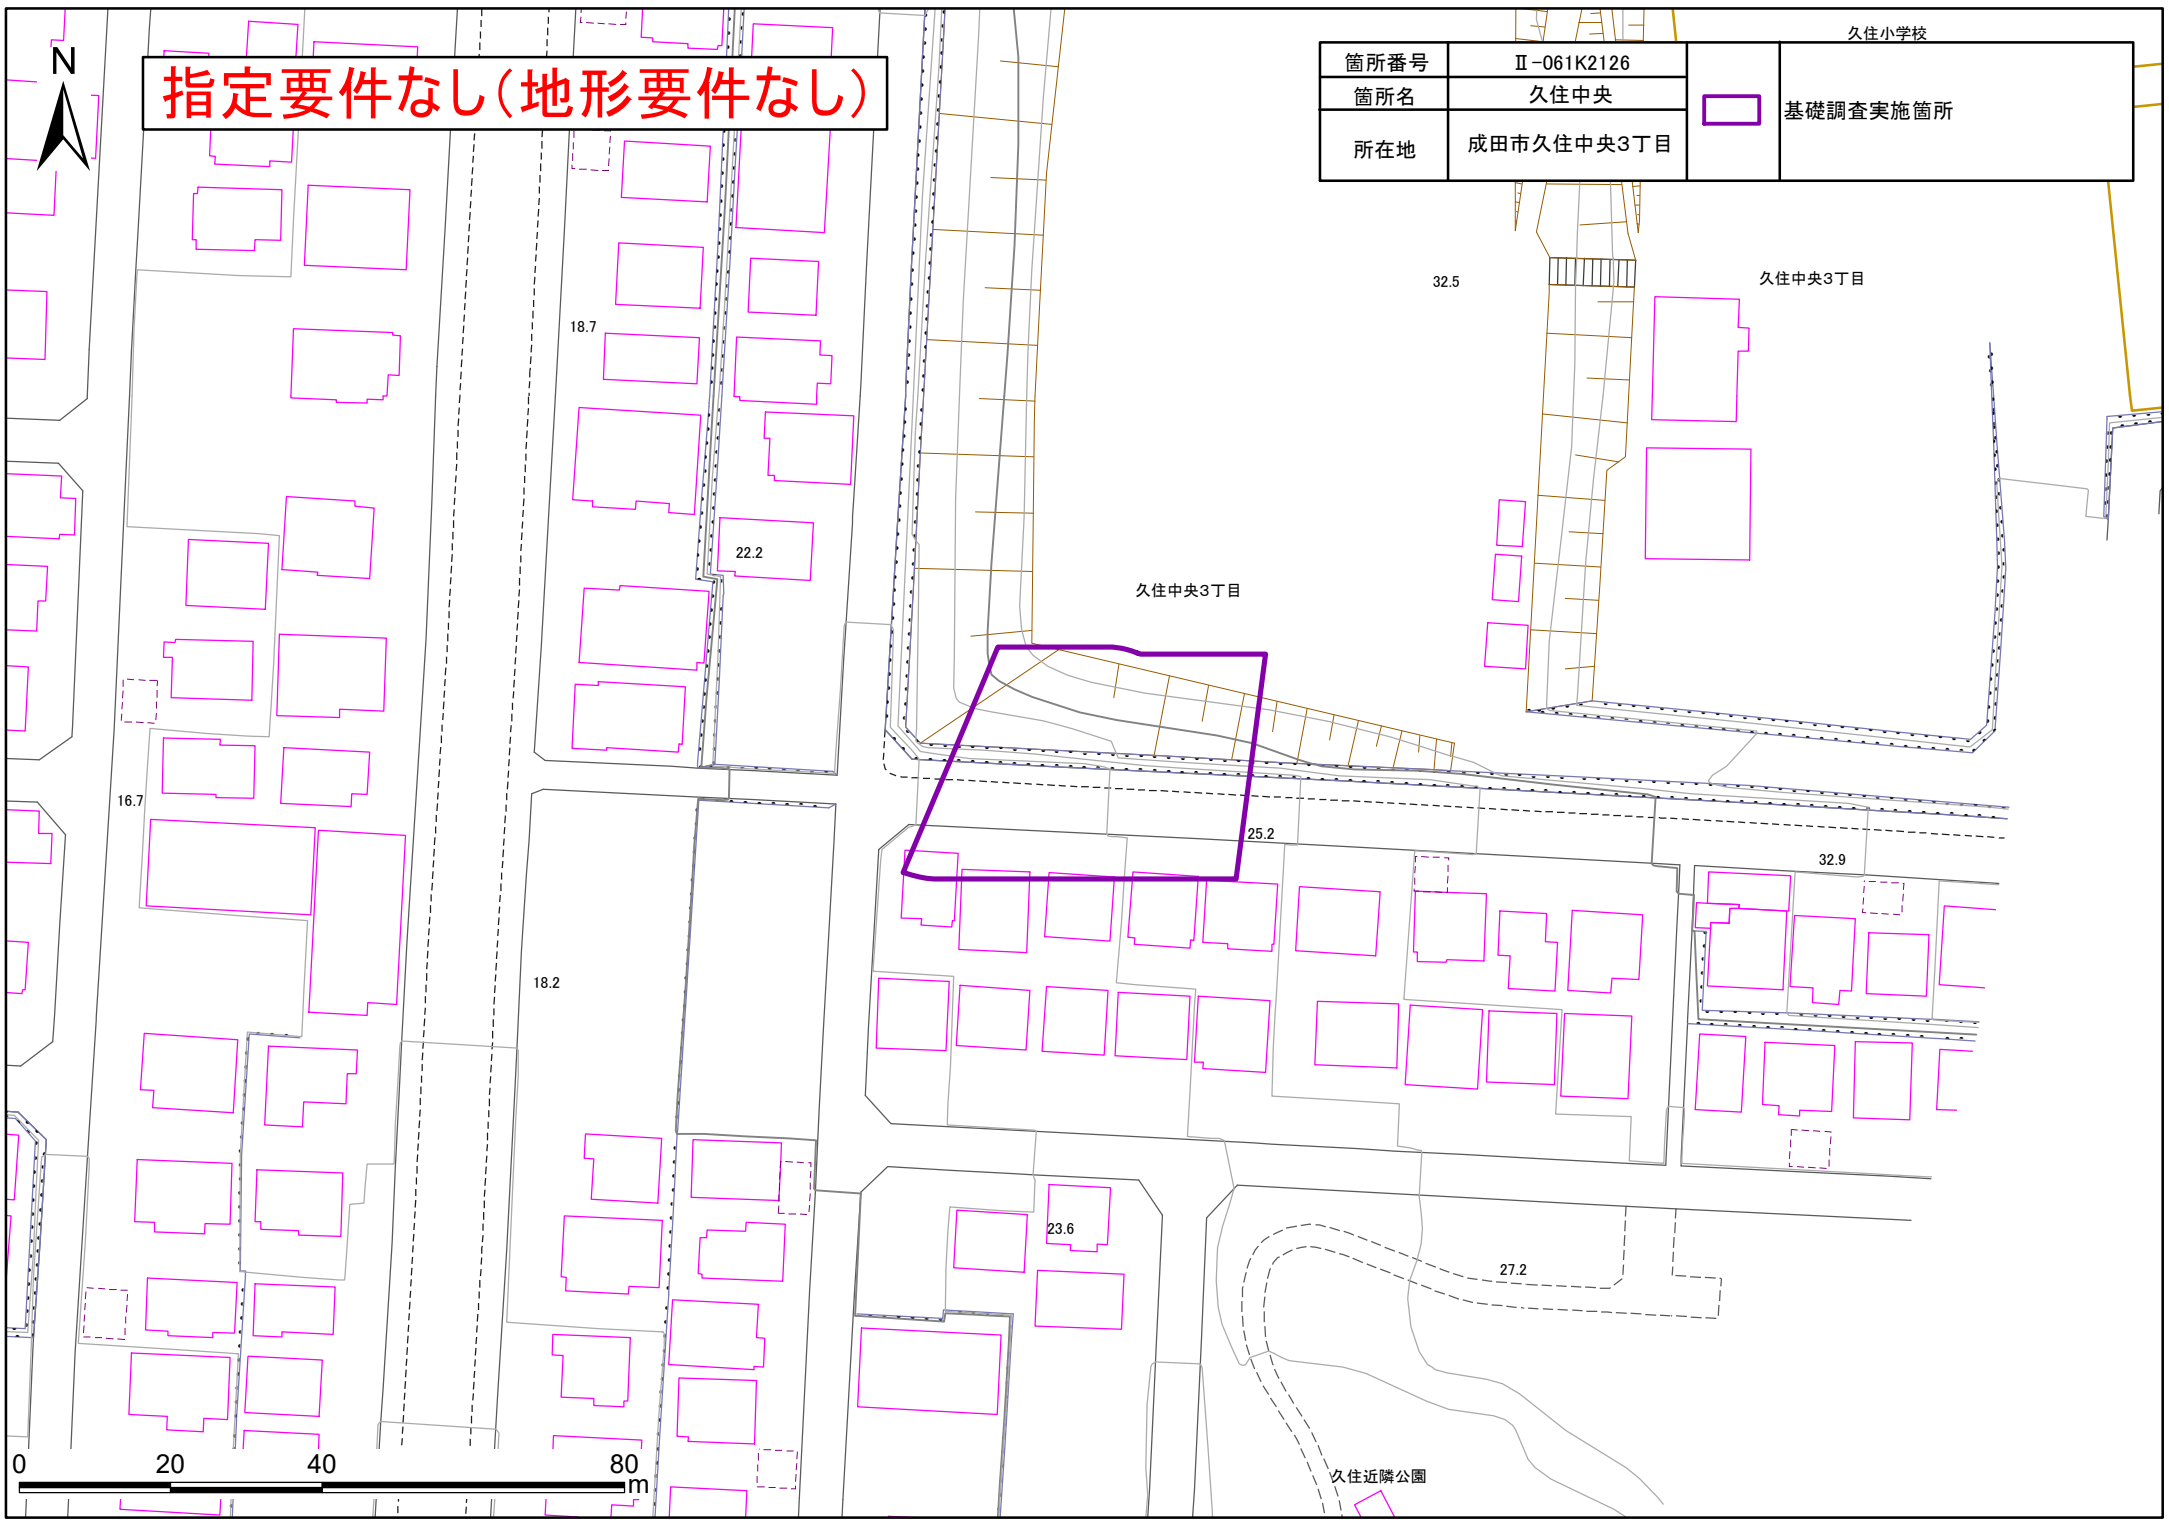 久住小学校
N
指定要件なし(地形要件なし)
箇所番号 Ⅱ-061K2126
箇所名 久住中央
所在地 成田市久住中央3丁目
基礎調査実施箇所
32.5
久住中央3丁目
18.7
22.2
久住中央3丁目
16.7
25.2
32.9
18.2
23.6
27.2
0 20 40 80
m
久住近隣公園